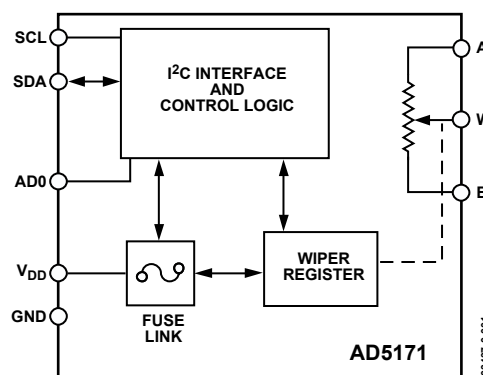 SCL
SDA
AD0
VDD
GND
I2C INTERFACE
AND
CONTROL LOGIC
FUSE
LINK
WIPER
REGISTER
A
W
AD5171